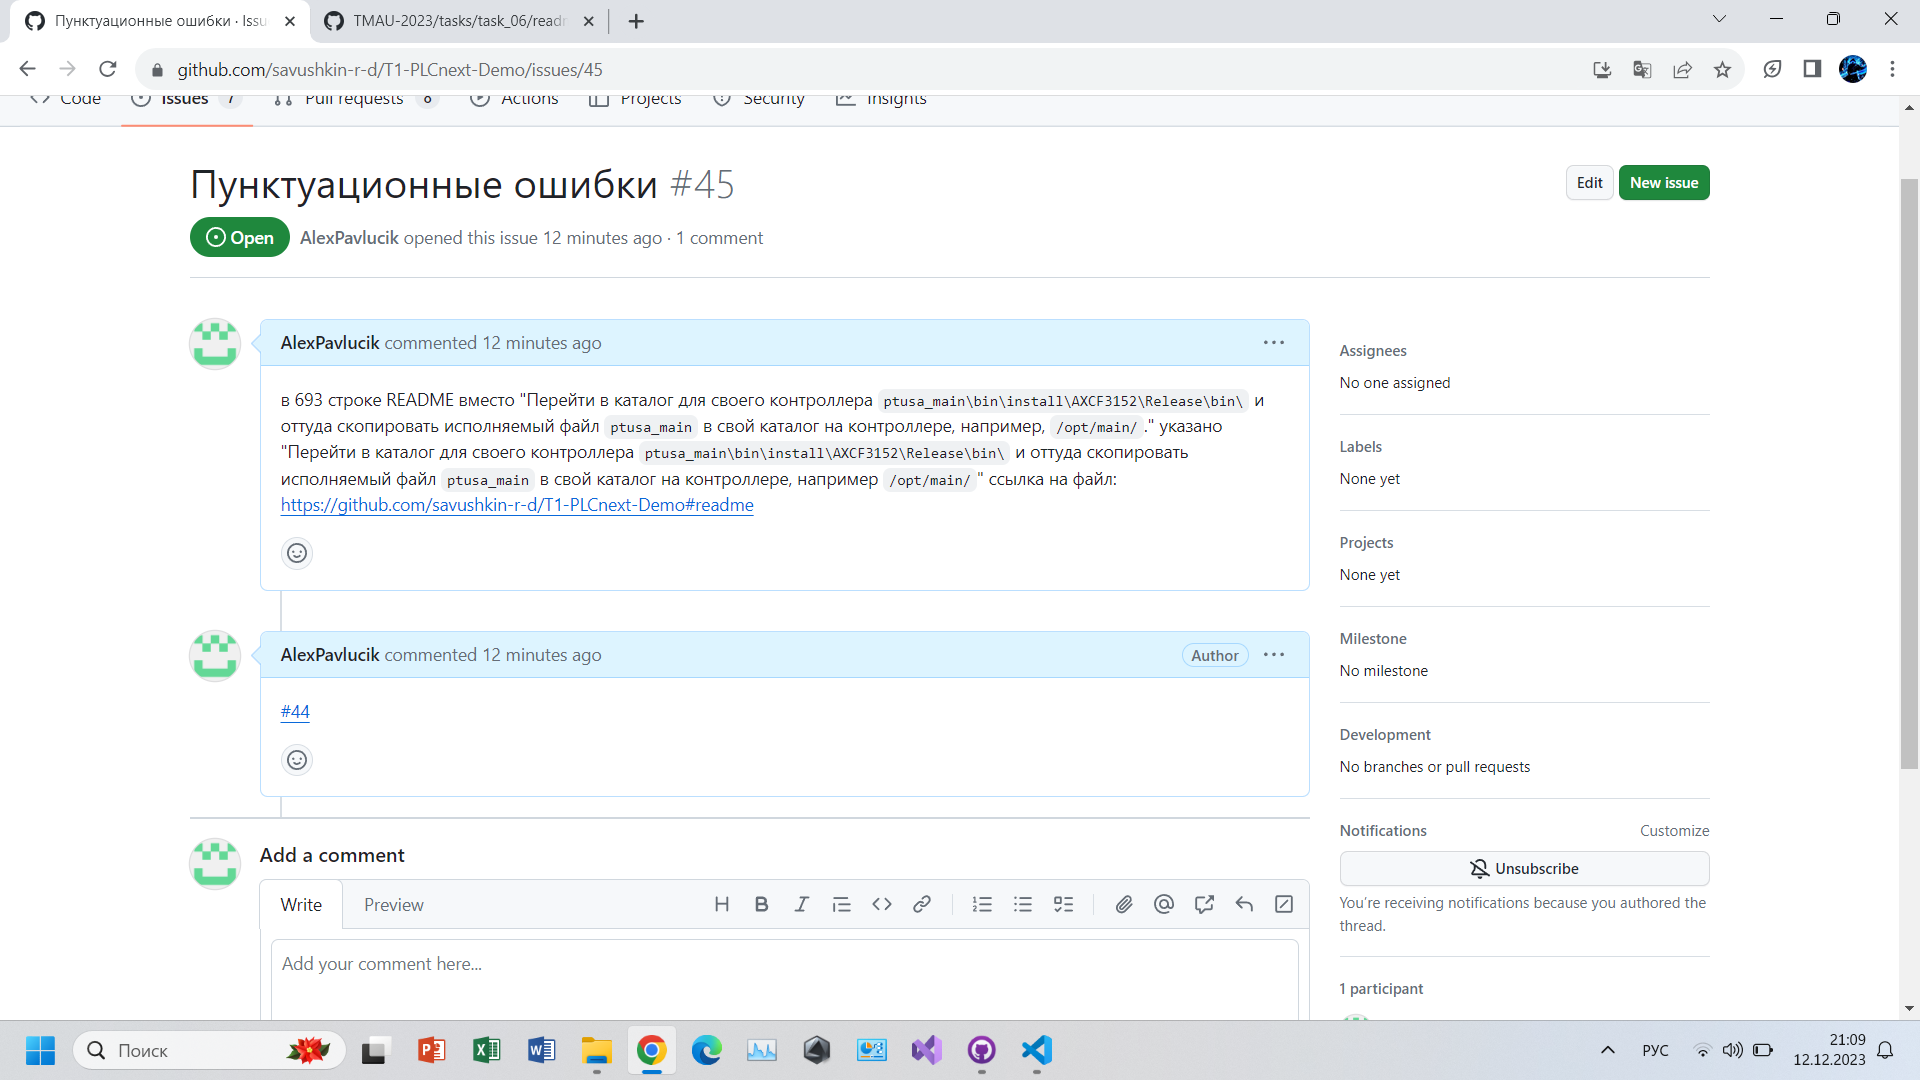 Пунктуационные ошибки · Issu
TMAU-2023/tasks/task_06/readm
github.com/savushkin-r-d/T1-PLCnext-Demo/issues/45
Code
Issues 7
Pull requests 8
Actions
Projects
Security
Insights
Пунктуационные ошибки #45
Edit
New issue
Open
AlexPavlucik opened this issue 12 minutes ago · 1 comment
AlexPavlucik commented 12 minutes ago
в 693 строке README вместо "Перейти в каталог для своего контроллера ptusa_main\bin\install\AXCF3152\Release\bin\ и
оттуда скопировать исполняемый файл ptusa_main в свой каталог на контроллере, например, /opt/main/ ." указано
"Перейти в каталог для своего контроллера ptusa_main\bin\install\AXCF3152\Release\bin\ и оттуда скопировать
исполняемый файл ptusa_main в свой каталог на контроллере, например /opt/main/ " ссылка на файл:
https://github.com/savushkin-r-d/T1-PLCnext-Demo#readme
AlexPavlucik commented 12 minutes ago
Author
#44
Add a comment
Write
Preview
Add your comment here...
Assignees
No one assigned
Labels
None yet
Projects
None yet
Milestone
No milestone
Development
No branches or pull requests
Notifications
Customize
Unsubscribe
You're receiving notifications because you authored the
thread.
1 participant
Поиск
РУС
21:09
12.12.2023